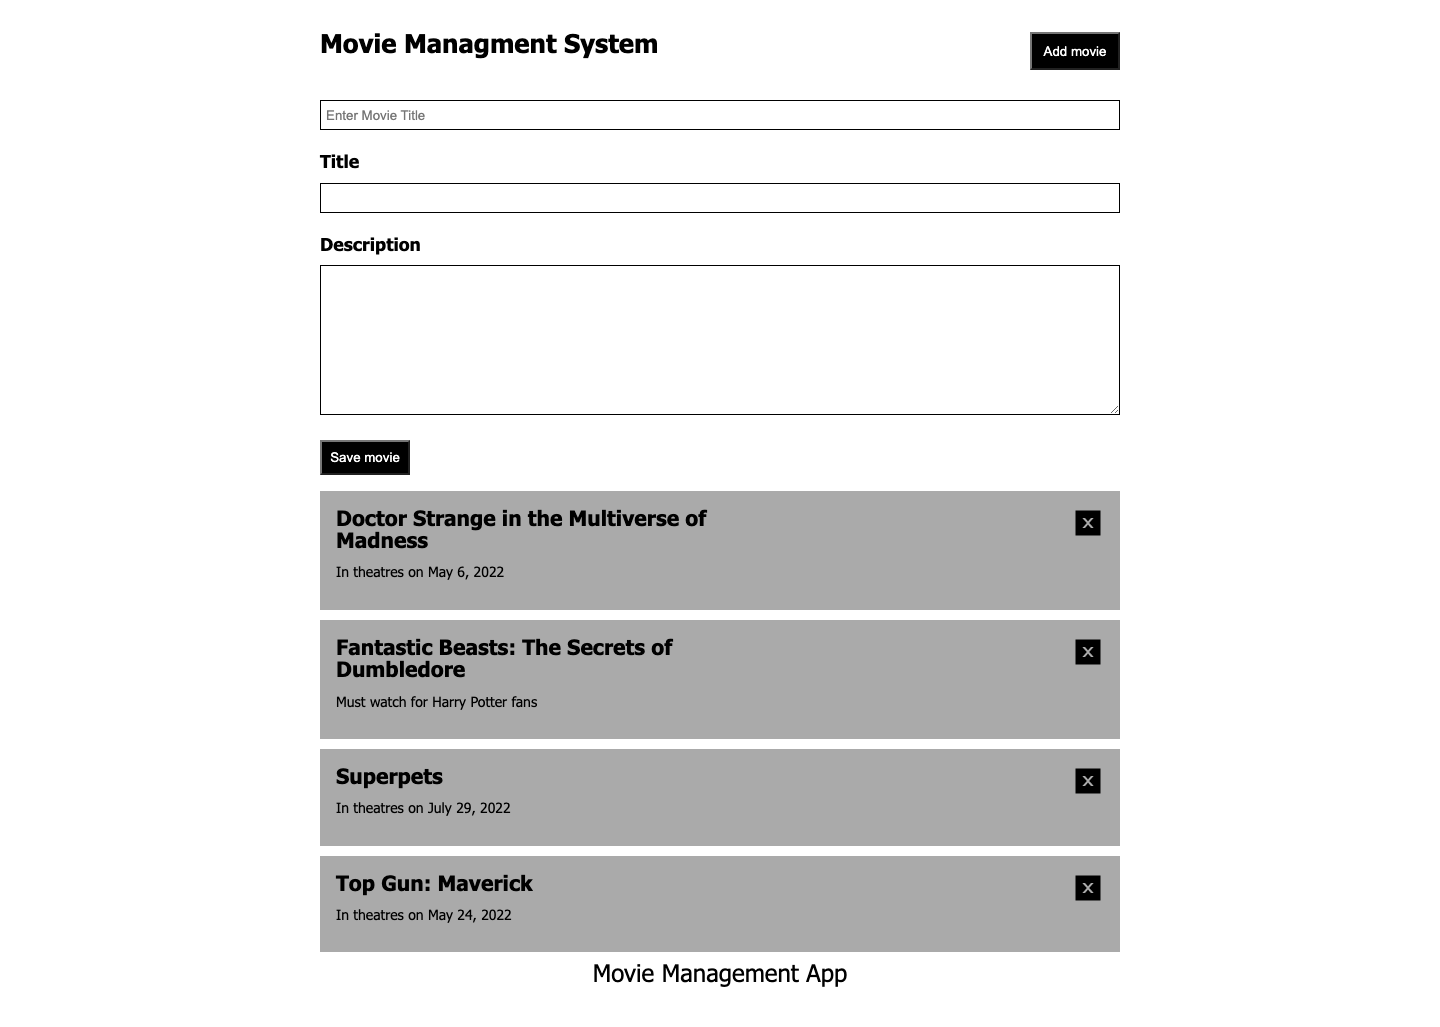 Movie Managment System
Add movie
Enter Movie Title
Title
Description
Save movie
Doctor Strange in the Multiverse of
Madness
X
In theatres on May 6, 2022
Fantastic Beasts: The Secrets of
Dumbledore
X
Must watch for Harry Potter fans
Superpets
X
In theatres on July 29, 2022
Top Gun: Maverick
X
In theatres on May 24, 2022
Movie Management App